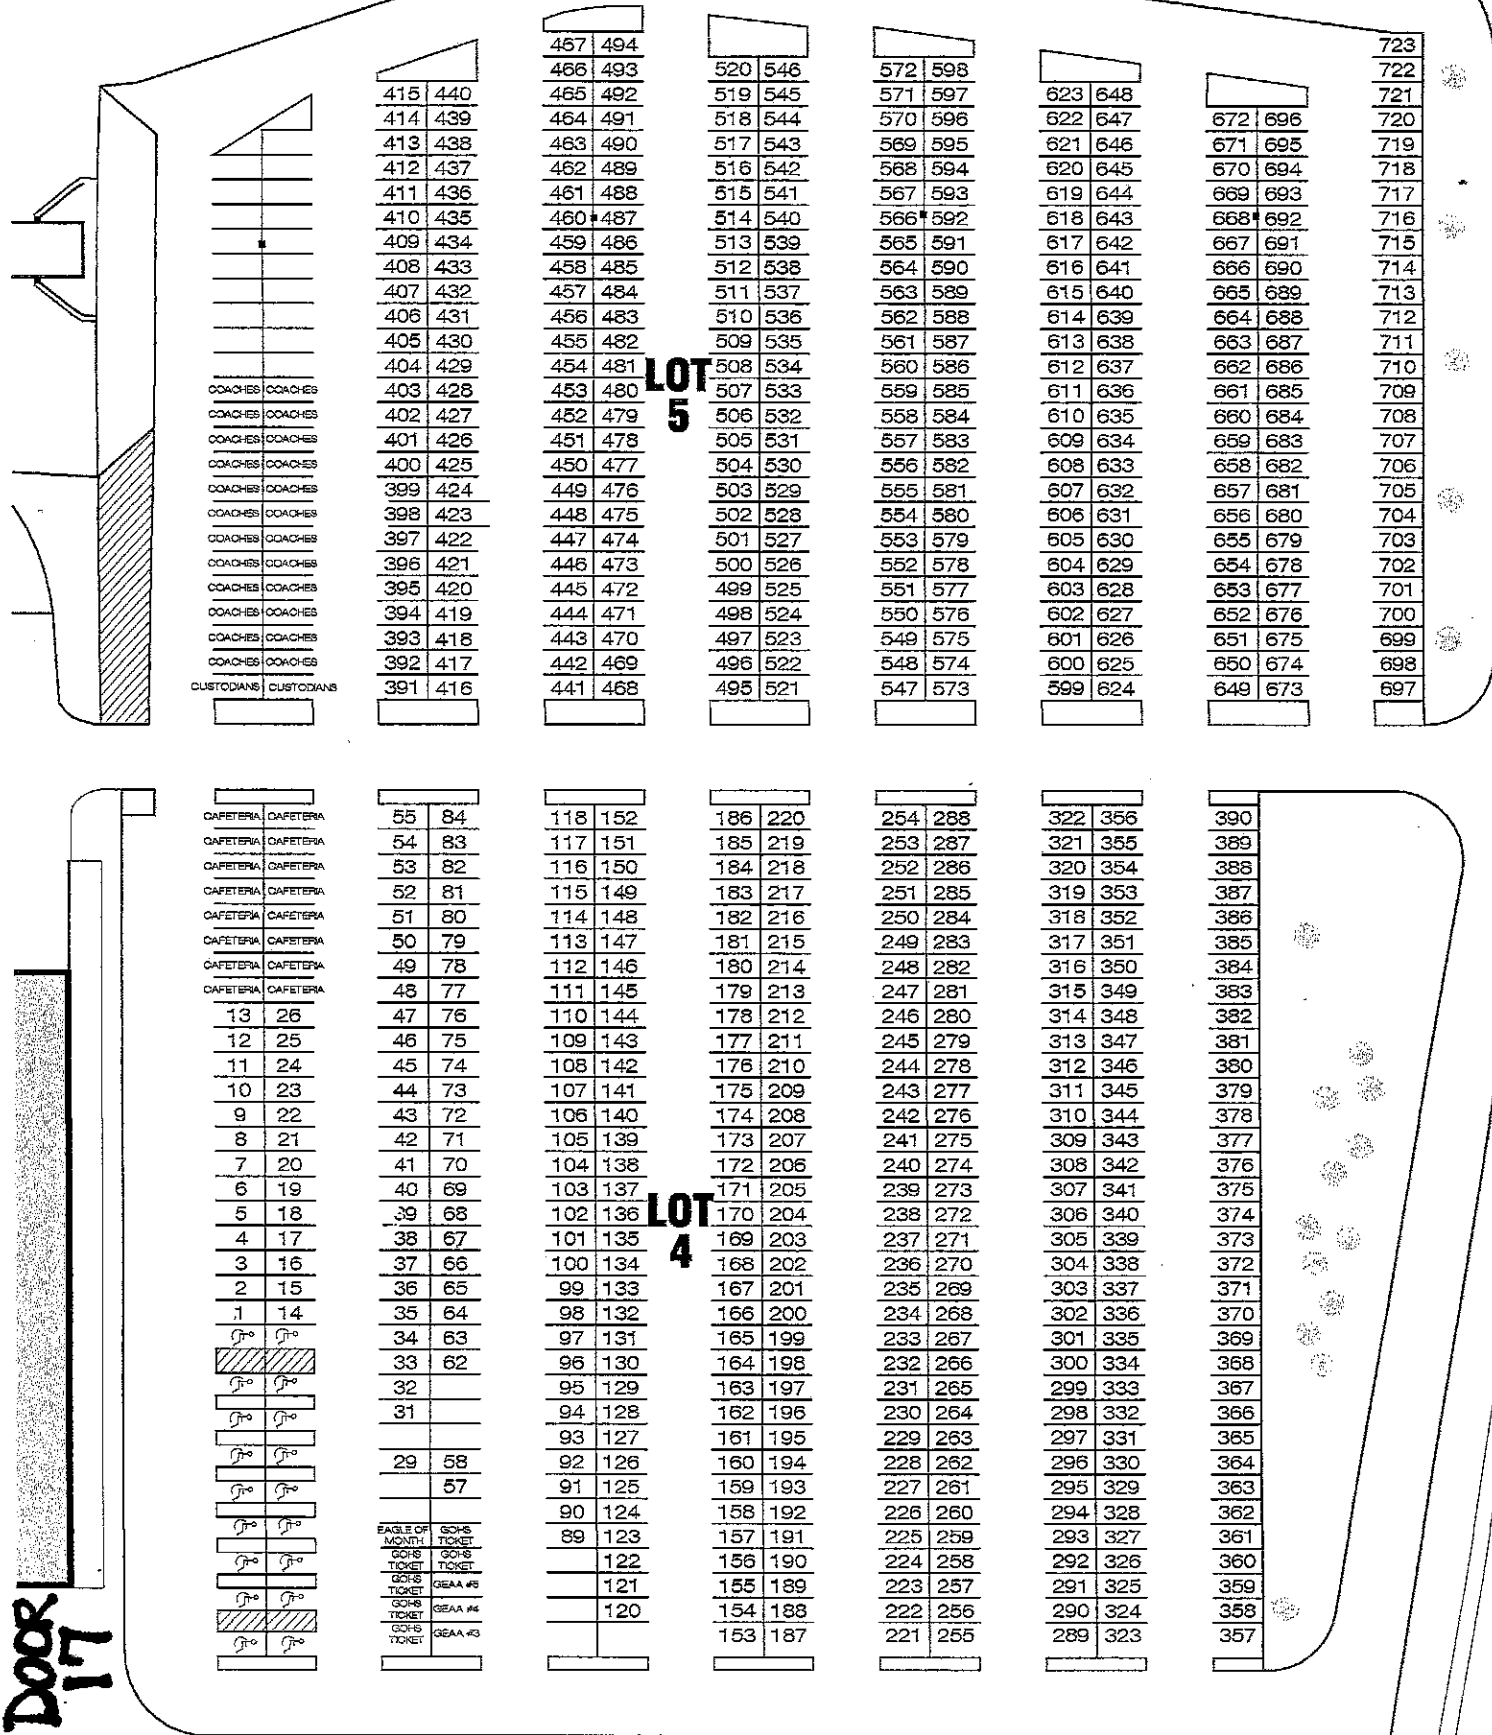 467 494 723
466 493 520 546 572 598 722
415 440 465 492 519 545 571 597 623 648 721
414 439 464 491 518 544 570 596 622 647 672 696 720
413 438 463 490 517 543 569 595 621 646 671 695 719
412 437 462 489 516 542 568 594 620 645 670 694 718
411 436 461 488 515 541 567 593 619 644 669 693 717
410 435 460 487 514 540 566 592 618 643 668 692 716
409 434 459 486 513 539 565 591 617 642 667 691 715
408 433 458 485 512 538 564 590 616 641 666 690 714
407 432 457 484 511 537 563 589 615 640 665 689 713
406 431 456 483 510 536 562 588 614 639 664 688 712
405 430 455 482 509 535 561 587 613 638 663 687 711
404 429 454 481 508 534 560 586 612 637 662 686 710
LOT
5
COACHES COACHES 403 428 453 480 507 533 559 585 611 636 661 685 709
COACHES COACHES 402 427 452 479 506 532 558 584 610 635 660 684 708
COACHES COACHES 401 426 451 478 505 531 557 583 609 634 659 683 707
COACHES COACHES 400 425 450 477 504 530 556 582 608 633 658 682 706
COACHES COACHES 399 424 449 476 503 529 555 581 607 632 657 681 705
COACHES COACHES 398 423 448 475 502 528 554 580 606 631 656 680 704
COACHES COACHES 397 422 447 474 501 527 553 579 605 630 655 679 703
COACHES COACHES 396 421 446 473 500 526 552 578 604 629 654 678 702
COACHES COACHES 395 420 445 472 499 525 551 577 603 628 653 677 701
COACHES COACHES 394 419 444 471 498 524 550 576 602 627 652 676 700
COACHES COACHES 393 418 443 470 497 523 549 575 601 626 651 675 699
COACHES COACHES 392 417 442 469 496 522 548 574 600 625 650 674 698
CUSTODIANS CUSTODIANS 391 416 441 468 495 521 547 573 599 624 649 673 697
CAFETERIA CAFETERIA 55 84 118 152 186 220 254 288 322 356 390
CAFETERIA CAFETERIA 54 83 117 151 185 219 253 287 321 355 389
CAFETERIA CAFETERIA 53 82 116 150 184 218 252 286 320 354 388
CAFETERIA CAFETERIA 52 81 115 149 183 217 251 285 319 353 387
CAFETERIA CAFETERIA 51 80 114 148 182 216 250 284 318 352 386
CAFETERIA CAFETERIA 50 79 113 147 181 215 249 283 317 351 385
CAFETERIA CAFETERIA 49 78 112 146 180 214 248 282 316 350 384
CAFETERIA CAFETERIA 48 77 111 145 179 213 247 281 315 349 383
13 26 47 76 110 144 178 212 246 280 314 348 382
12 25 46 75 109 143 177 211 245 279 313 347 381
11 24 45 74 108 142 176 210 244 278 312 346 380
10 23 44 73 107 141 175 209 243 277 311 345 379
9 22 43 72 106 140 174 208 242 276 310 344 378
8 21 42 71 105 139 173 207 241 275 309 343 377
7 20 41 70 104 138 172 206 240 274 308 342 376
6 19 40 69 103 137 171 205 239 273 307 341 375
LOT
4
5 18 39 68 102 136 170 204 238 272 306 340 374
4 17 38 67 101 135 169 203 237 271 305 339 373
3 16 37 66 100 134 168 202 236 270 304 338 372
2 15 36 65 99 133 167 201 235 269 303 337 371
1 14 35 64 98 132 166 200 234 268 302 336 370
34 63 97 131 165 199 233 267 301 335 369
33 62 96 130 164 198 232 266 300 334 368
32 95 129 163 197 231 265 299 333 367
31 94 128 162 196 230 264 298 332 366
93 127 161 195 229 263 297 331 365
29 58 92 126 160 194 228 262 296 330 364
57 91 125 159 193 227 261 295 329 363
90 124 158 192 226 260 294 328 362
EAGLE OF MONTH GOHS TICKET 89 123 157 191 225 259 293 327 361
GOHS TICKET GOHS TICKET 122 156 190 224 258 292 326 360
GOHS TICKET GEAA #5 121 155 189 223 257 291 325 359
GOHS TICKET GEAA #4 120 154 188 222 256 290 324 358
GOHS TICKET GEAA #3 153 187 221 255 289 323 357
DOOR
17